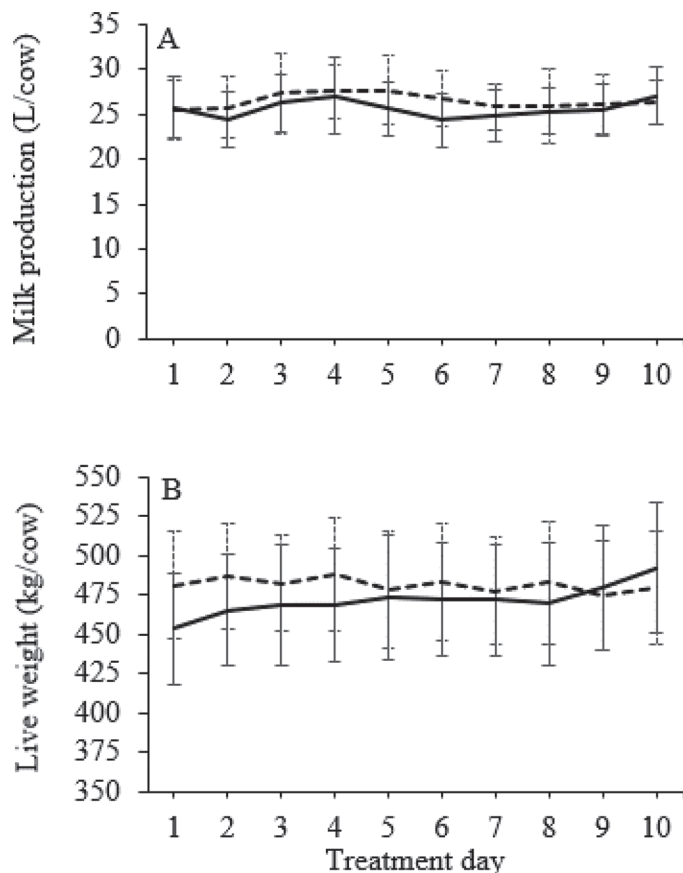 A
Milk production (L/cow)
35
30
25
20
15
10
5
0
1 2 3 4 5 6 7 8 9 10
B
Live weight (kg/cow)
550
525
500
475
450
425
400
375
350
1 2 3 4 5 6 7 8 9 10
Treatment day